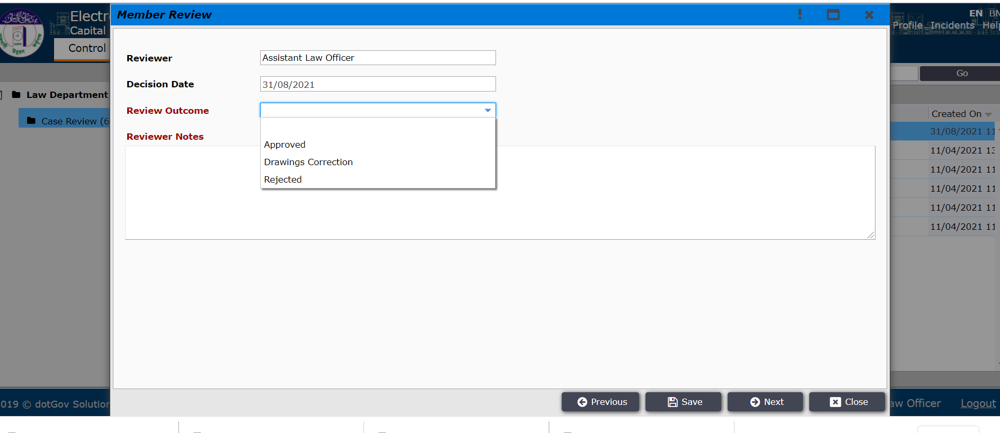 Electr
Capital
Control
Member Review
EN BN
Profile Incidents Help
Go
Law Department
Case Review (6
Reviewer
Assistant Law Officer
Decision Date
31/08/2021
Review Outcome
Approved
Drawings Correction
Rejected
Reviewer Notes
Created On
31/08/2021 11
11/04/2021 13
11/04/2021 11
11/04/2021 11
11/04/2021 11
11/04/2021 11
Previous
Save
Next
Close
019 © dotGov Solution
aw Officer
Logout